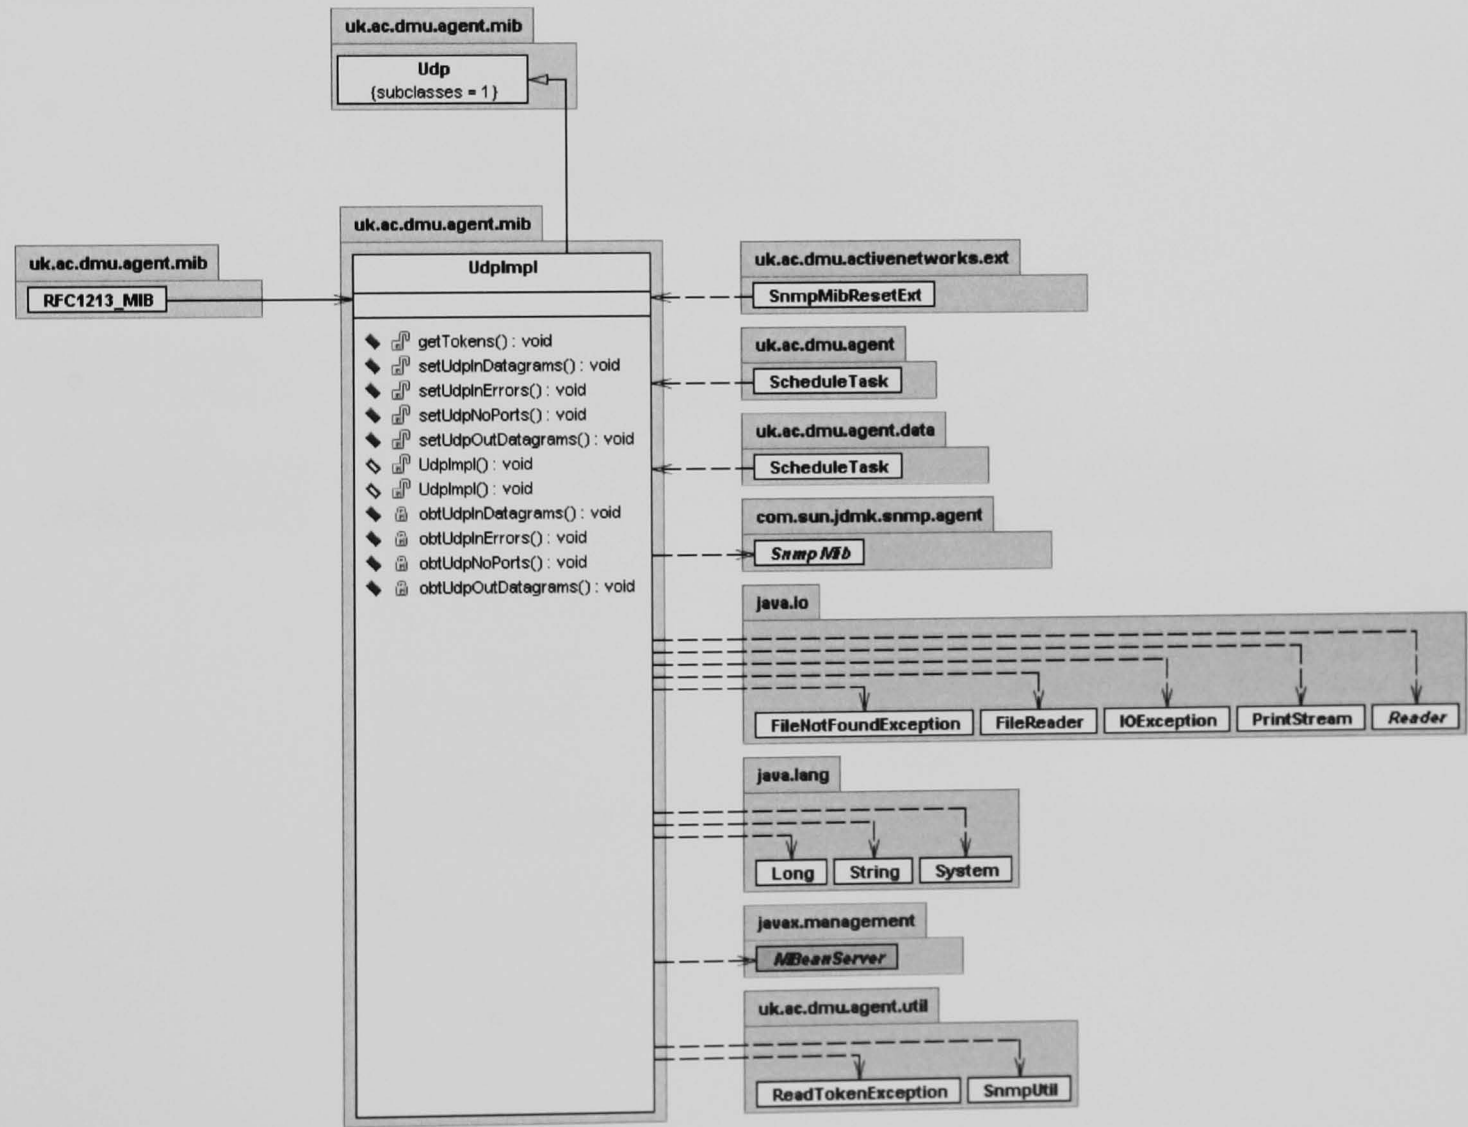 uk.ac.dmu.agent.mib
Udp
{subclasses = 1}
uk.ac.dmu.agent.mib
RFC1213_MIB
uk.ac.dmu.agent.mib
UdpImpl
getTokens() : void
setUdpInDatagrams() : void
setUdpInErrors() : void
setUdpNoPorts() : void
setUdpOutDatagrams() : void
UdpImpl() : void
UdpImpl() : void
obtUdpInDatagrams() : void
obtUdpInErrors() : void
obtUdpNoPorts() : void
obtUdpOutDatagrams() : void
uk.ac.dmu.activenetworks.ext
SnmpMibResetExt
uk.ac.dmu.agent
ScheduleTask
uk.ac.dmu.agent.data
ScheduleTask
com.sun.jdmk.snmp.agent
SnmpMib
java.io
FileNotFoundException FileReader IOException PrintStream Reader
java.lang
Long String System
javax.management
MBeanServer
uk.ac.dmu.agent.util
ReadTokenException SnmpUtil